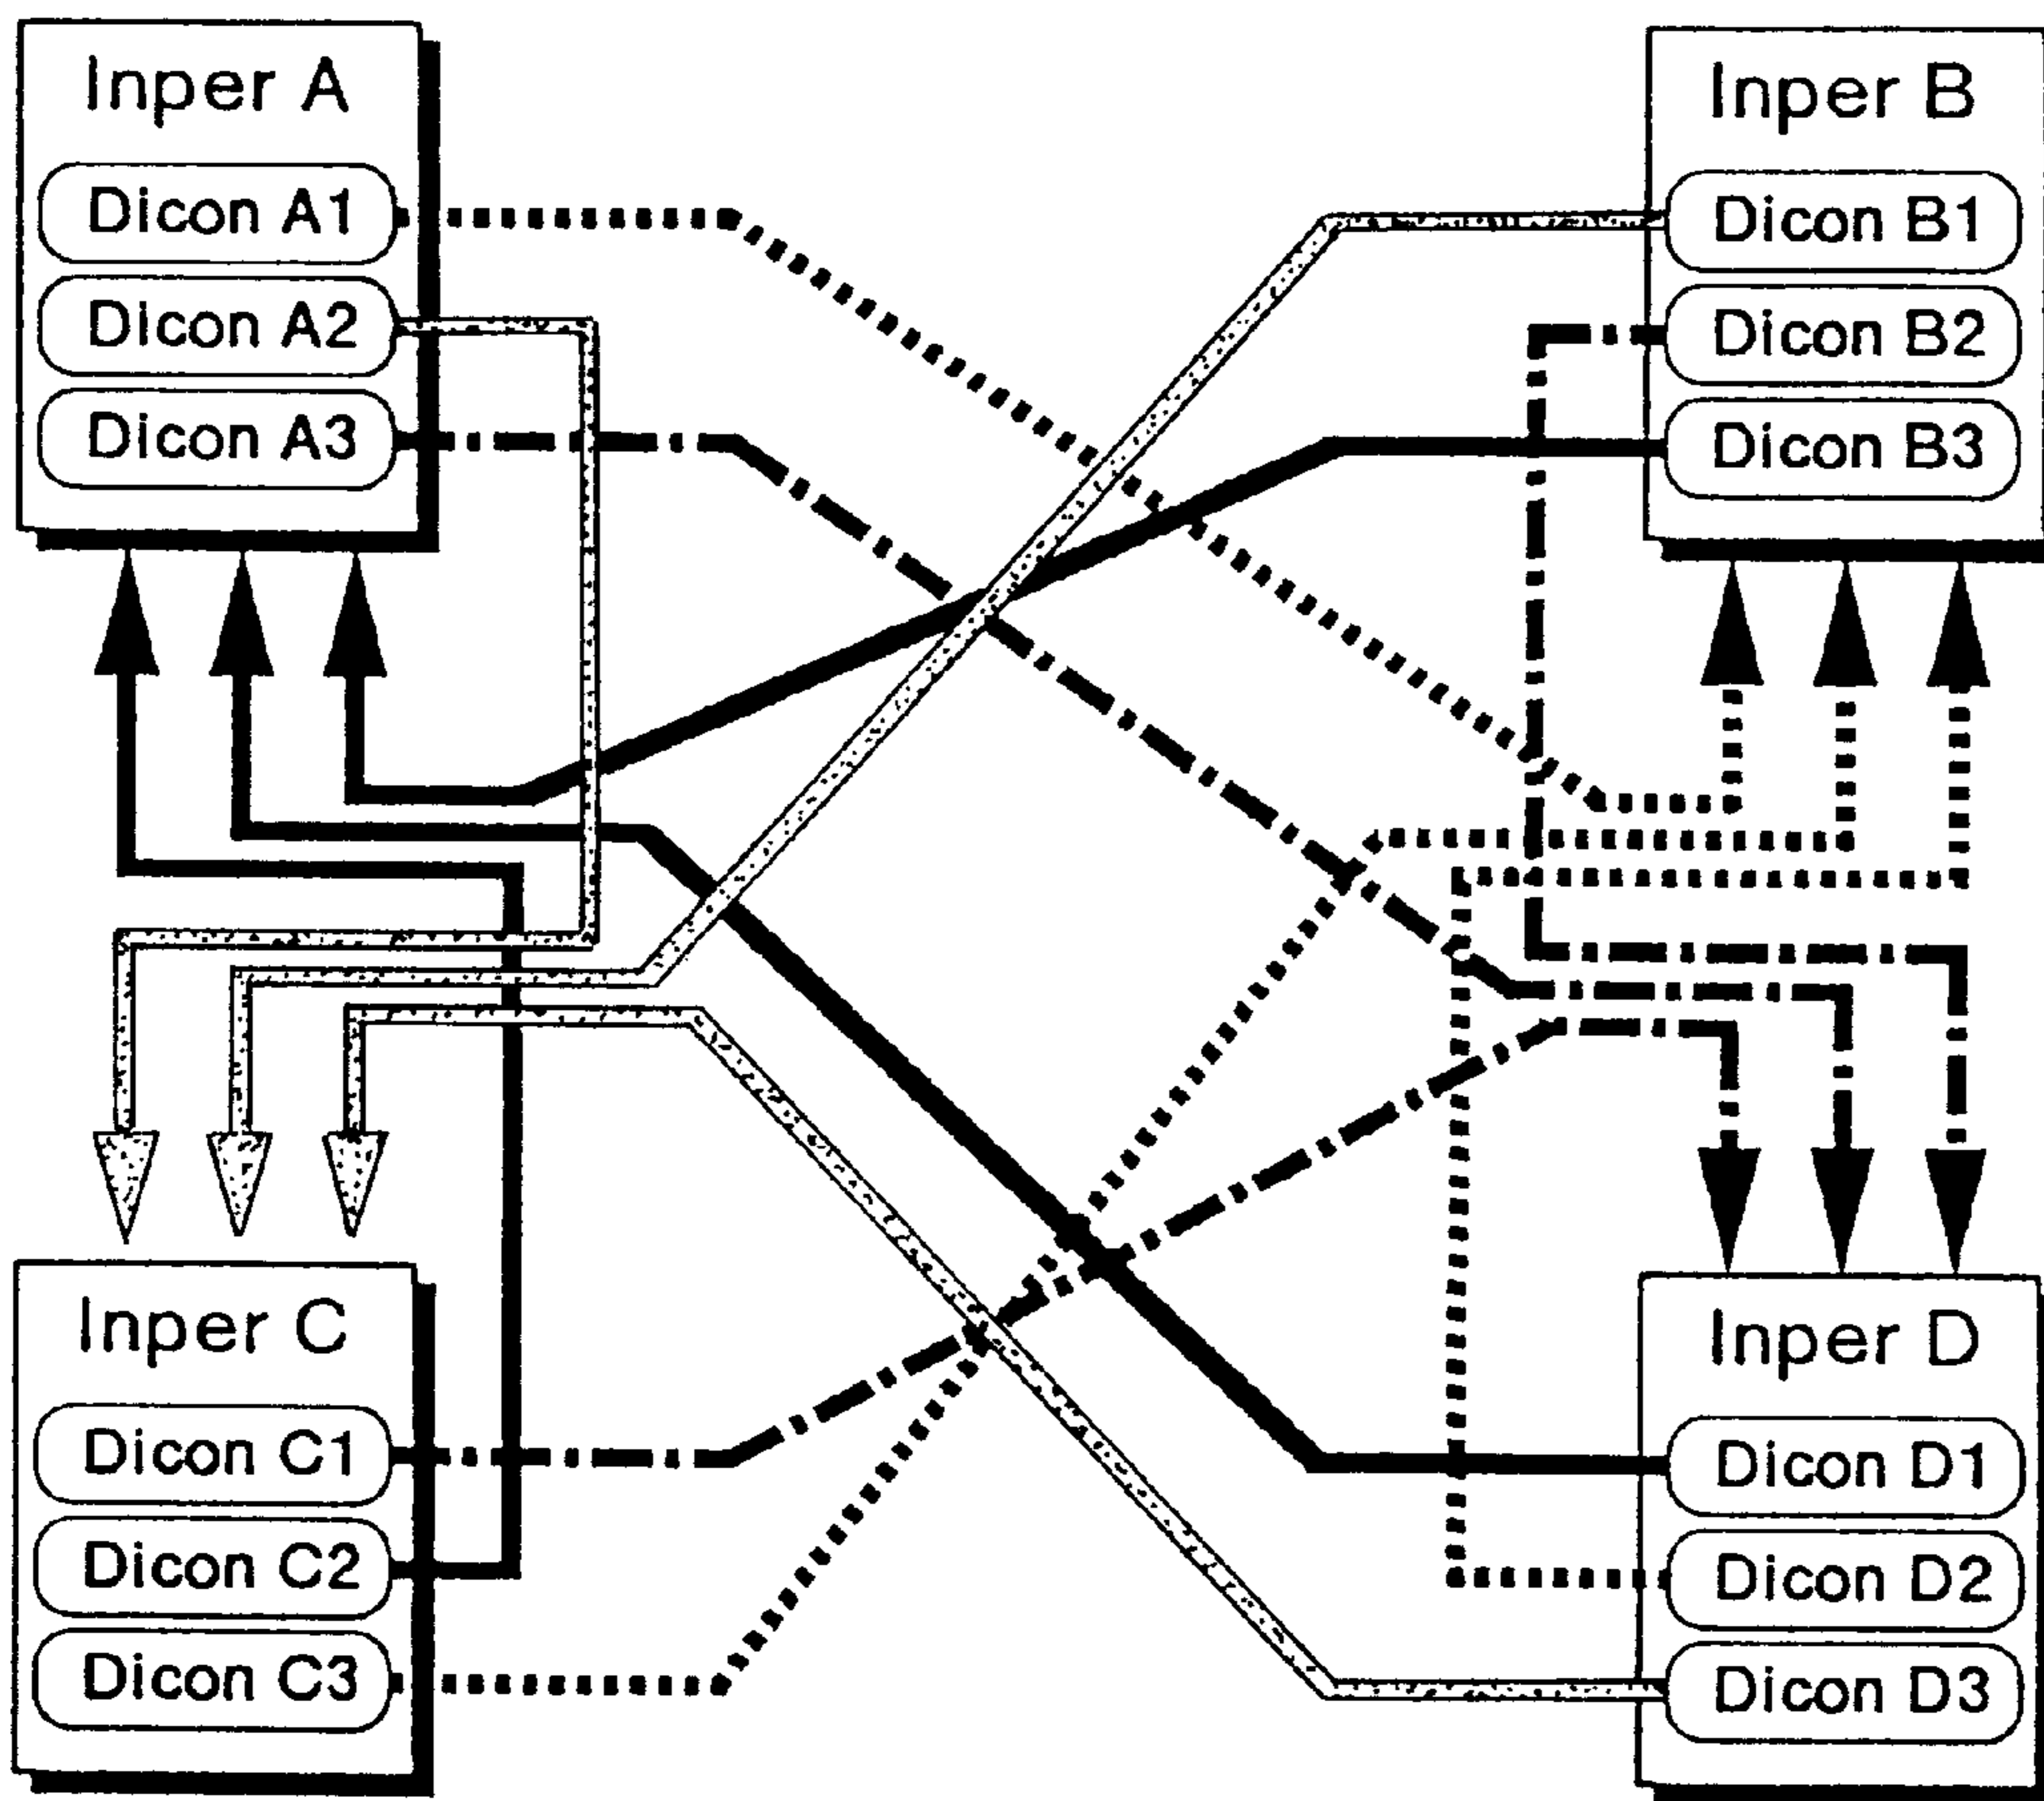 Inper A
Dicon A1
Dicon A2
Dicon A3
Inper B
Dicon B1
Dicon B2
Dicon B3
Inper C
Dicon C1
Dicon C2
Dicon C3
Inper D
Dicon D1
Dicon D2
Dicon D3